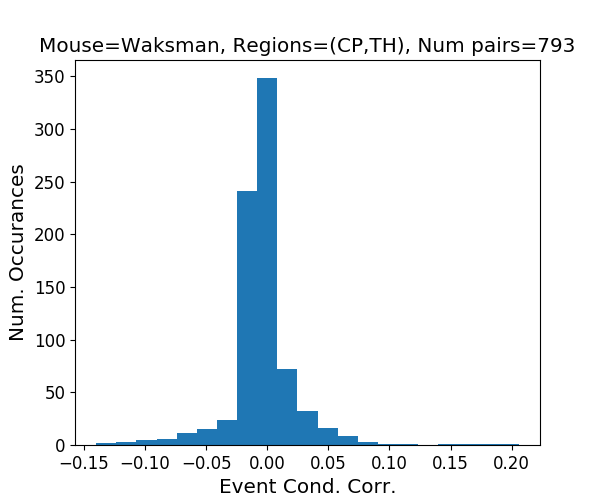 Mouse=Waksman, Regions=(CP,TH), Num pairs=793
350
300
250
200
150
100
50
0
Num. Occurances
−0.15 −0.10 −0.05 0.00 0.05 0.10 0.15 0.20
Event Cond. Corr.